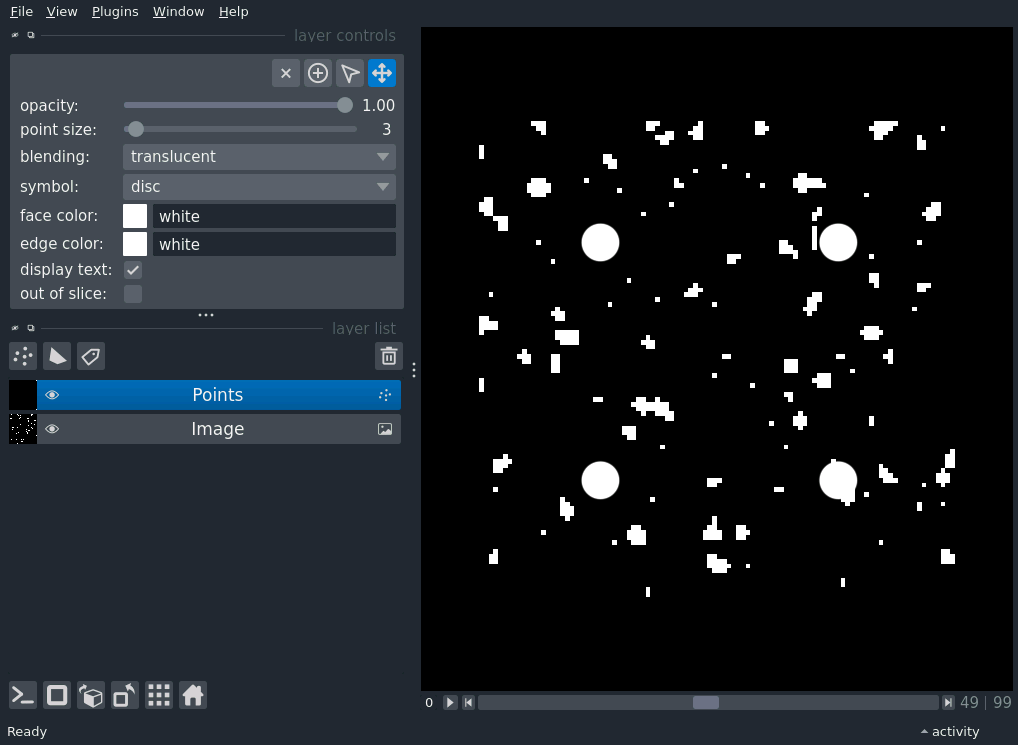 File View Plugins Window Help
layer controls
opacity: 1.00
point size: 3
blending: translucent
symbol: disc
face color: white
edge color: white
display text:
out of slice:
layer list
Points
Image
0 49 | 99
Ready activity